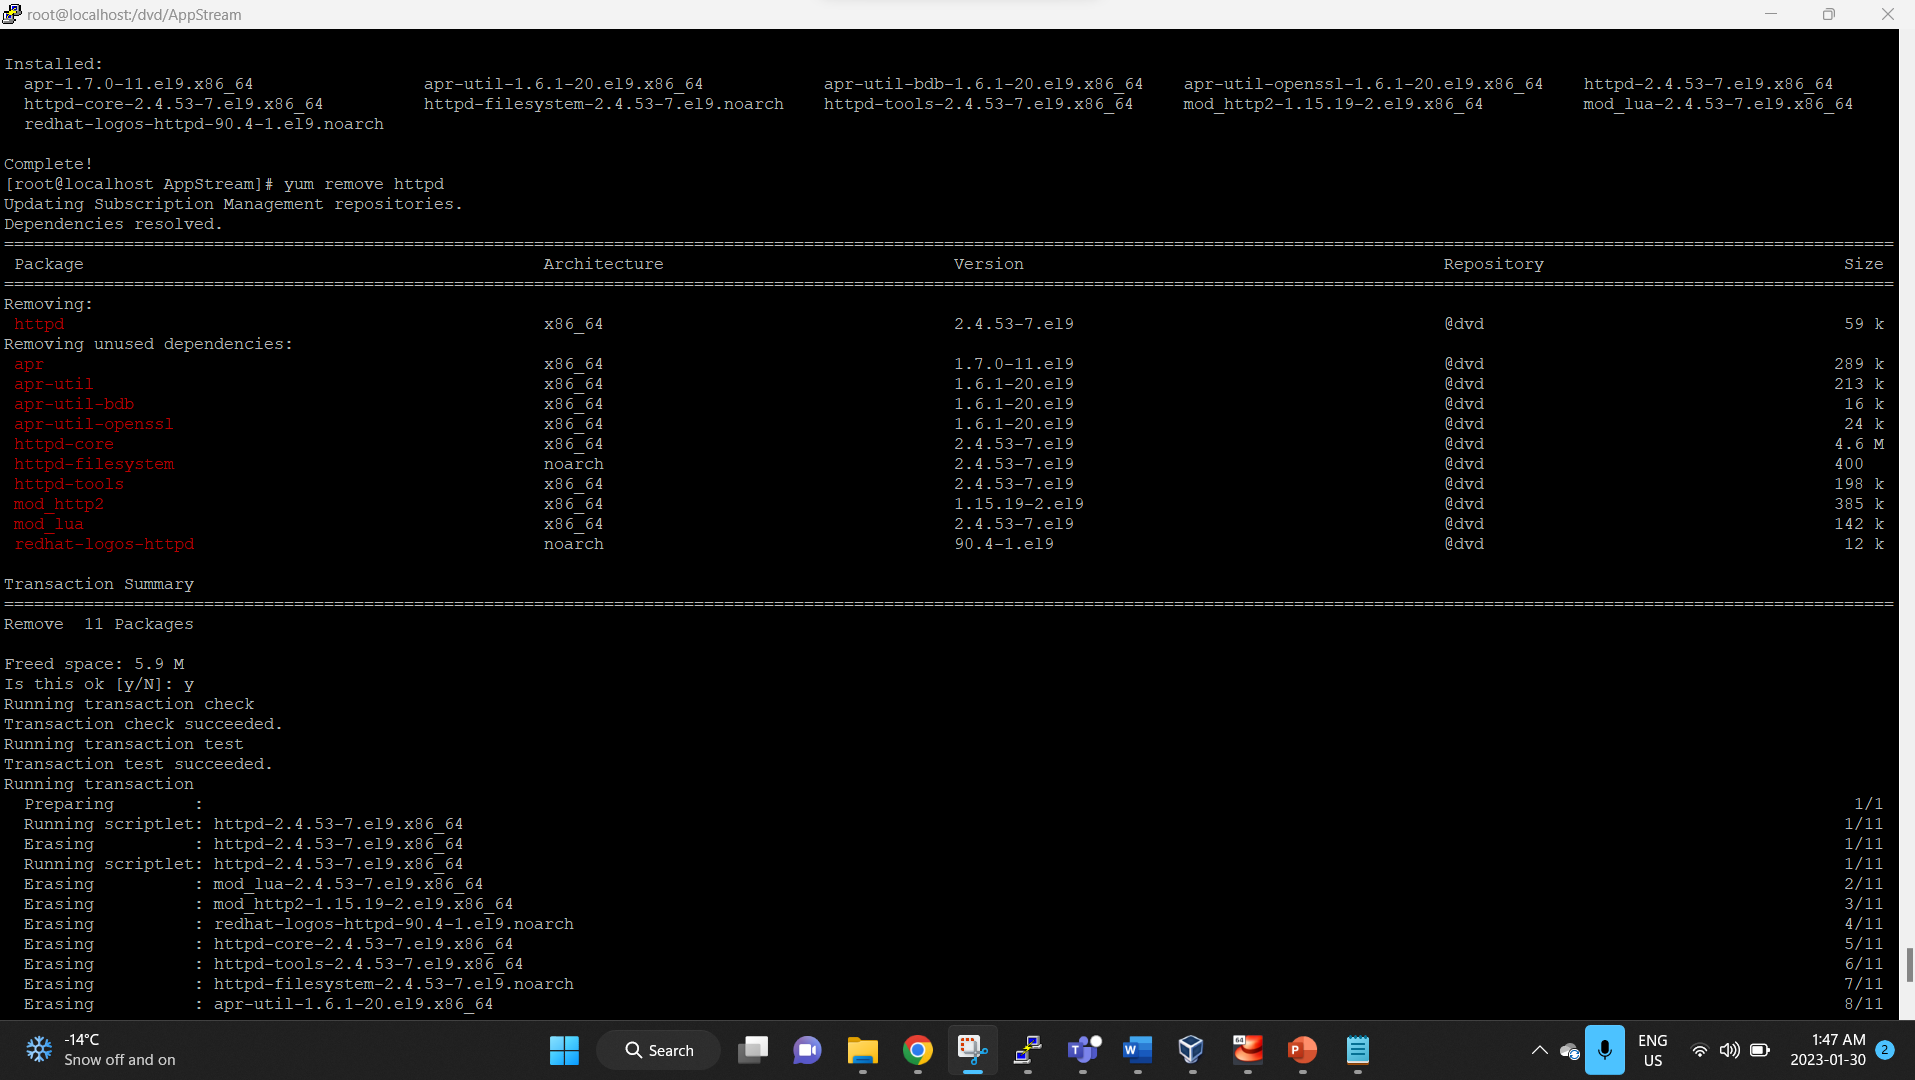 root@localhost:/dvd/AppStream
Installed:
apr-1.7.0-11.el9.x86_64 apr-util-1.6.1-20.el9.x86_64 apr-util-bdb-1.6.1-20.el9.x86_64 apr-util-openssl-1.6.1-20.el9.x86_64 httpd-2.4.53-7.el9.x86_64
httpd-core-2.4.53-7.el9.x86_64 httpd-filesystem-2.4.53-7.el9.noarch httpd-tools-2.4.53-7.el9.x86_64 mod_http2-1.15.19-2.el9.x86_64 mod_lua-2.4.53-7.el9.x86_64
redhat-logos-httpd-90.4-1.el9.noarch
Complete!
[root@localhost AppStream]# yum remove httpd
Updating Subscription Management repositories.
Dependencies resolved.
Package Architecture Version Repository Size
Removing:
httpd x86_64 2.4.53-7.el9 @dvd 59 k
Removing unused dependencies:
apr x86_64 1.7.0-11.el9 @dvd 289 k
apr-util x86_64 1.6.1-20.el9 @dvd 213 k
apr-util-bdb x86_64 1.6.1-20.el9 @dvd 16 k
apr-util-openssl x86_64 1.6.1-20.el9 @dvd 24 k
httpd-core x86_64 2.4.53-7.el9 @dvd 4.6 M
httpd-filesystem noarch 2.4.53-7.el9 @dvd 400
httpd-tools x86_64 2.4.53-7.el9 @dvd 198 k
mod_http2 x86_64 1.15.19-2.el9 @dvd 385 k
mod_lua x86_64 2.4.53-7.el9 @dvd 142 k
redhat-logos-httpd noarch 90.4-1.el9 @dvd 12 k
Transaction Summary
Remove 11 Packages
Freed space: 5.9 M
Is this ok [y/N]: y
Running transaction check
Transaction check succeeded.
Running transaction test
Transaction test succeeded.
Running transaction
Preparing : 1/1
Running scriptlet: httpd-2.4.53-7.el9.x86_64 1/11
Erasing : httpd-2.4.53-7.el9.x86_64 1/11
Running scriptlet: httpd-2.4.53-7.el9.x86_64 1/11
Erasing : mod_lua-2.4.53-7.el9.x86_64 2/11
Erasing : mod_http2-1.15.19-2.el9.x86_64 3/11
Erasing : redhat-logos-httpd-90.4-1.el9.noarch 4/11
Erasing : httpd-core-2.4.53-7.el9.x86_64 5/11
Erasing : httpd-tools-2.4.53-7.el9.x86_64 6/11
Erasing : httpd-filesystem-2.4.53-7.el9.noarch 7/11
Erasing : apr-util-1.6.1-20.el9.x86_64 8/11
-14°C
Snow off and on
Search
ENG
US
1:47 AM
2023-01-30
2